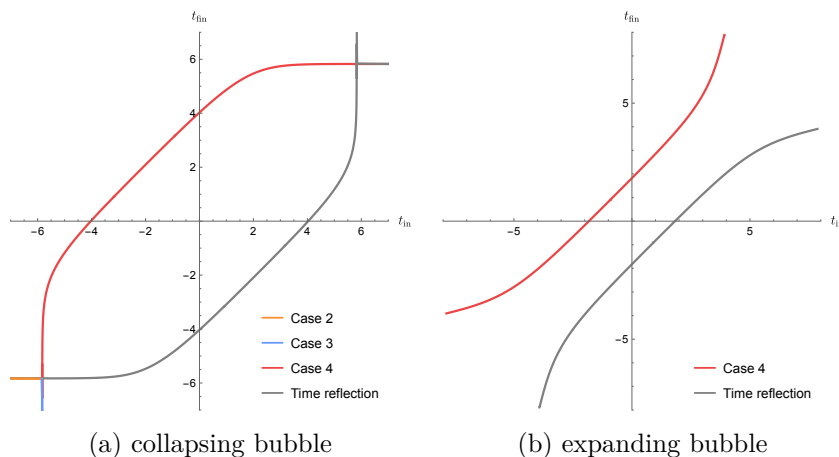 t_fin
6
4
2
-6 -4 -2 2 4 6
t_in
-2
-4
-6
Case 2
Case 3
Case 4
Time reflection
(a) collapsing bubble
t_fin
5
-5 5
-5
Case 4
Time reflection
(b) expanding bubble